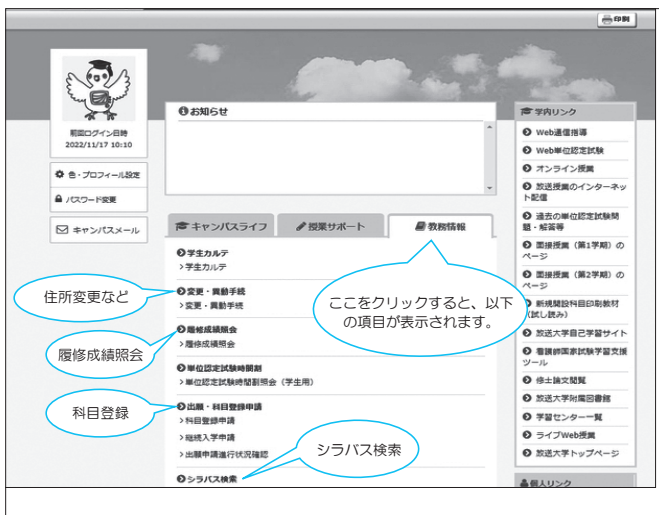 印刷
前回ログイン日時
2022/11/17 10:10
色・プロフィール設定
パスワード変更
キャンパスメール
お知らせ
キャンパスライフ
授業サポート
教務情報
学生カルテ
>学生カルテ
変更・異動手続
>変更・異動手続
履修成績照会
>履修成績照会
単位認定試験時間割
>単位認定試験時間割照会（学生用）
出願・科目登録申請
>科目登録申請
>継続入学申請
>出願申請進行状況確認
シラバス検索
住所変更など
履修成績照会
科目登録
シラバス検索
ここをクリックすると、以下
の項目が表示されます。
学内リンク
Web通信指導
Web単位認定試験
オンライン授業
放送授業のインターネッ
ト配信
過去の単位認定試験問
題・解答等
面接授業（第1学期）の
ページ
面接授業（第2学期）の
ページ
新規開設科目印刷教材
（試し読み）
放送大学自己学習サイト
看護師国家試験学習支援
ツール
修士論文閲覧
放送大学附属図書館
学習センター一覧
ライブWeb授業
放送大学トップページ
個人リンク